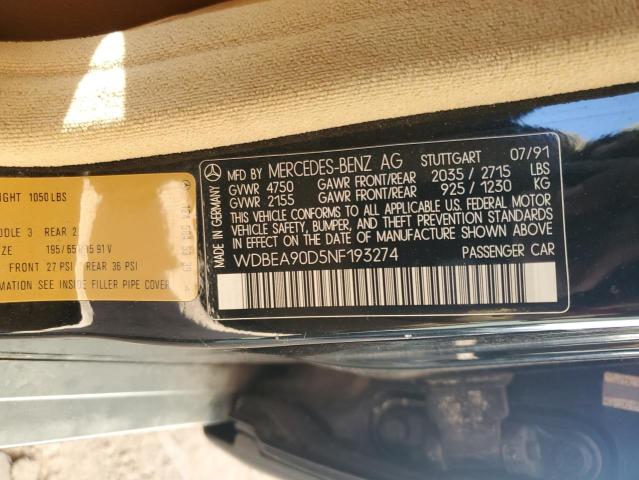 IGHT 1050 LBS
DDLE 3 REAR 2
ZE 195/65 R15 91 V
FRONT 27 PSI REAR 36 PSI
MATION SEE INSIDE FILLER PIPE COVER
MADE IN GERMANY
MFD BY MERCEDES-BENZ AG STUTTGART 07/91
GVWR 4750 GAWR FRONT/REAR 2035 / 2715 LBS
GVWR 2155 GAWR FRONT/REAR 925 / 1230 KG
THIS VEHICLE CONFORMS TO ALL APPLICABLE U.S. FEDERAL MOTOR
VEHICLE SAFETY, BUMPER, AND THEFT PREVENTION STANDARDS IN
EFFECT ON THE DATE OF MANUFACTURE SHOWN ABOVE.
WDBEA90D5NF193274 PASSENGER CAR